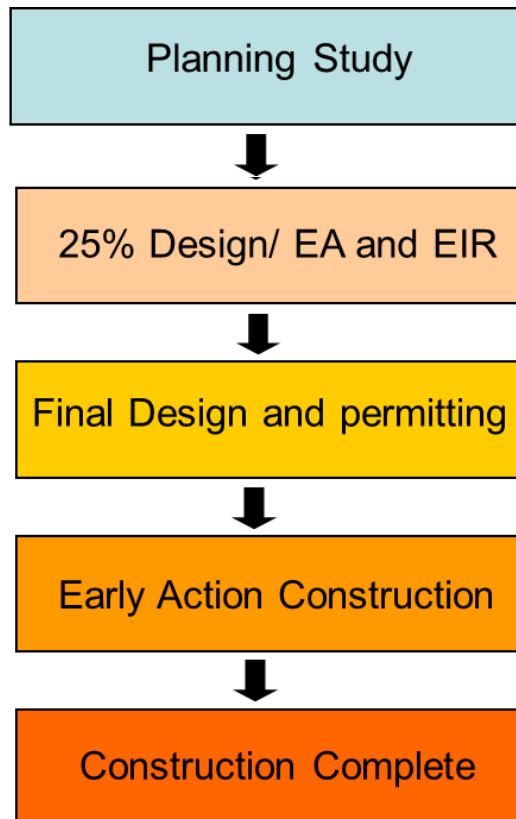 Planning Study
25% Design/ EA and EIR
Final Design and permitting
Early Action Construction
Construction Complete